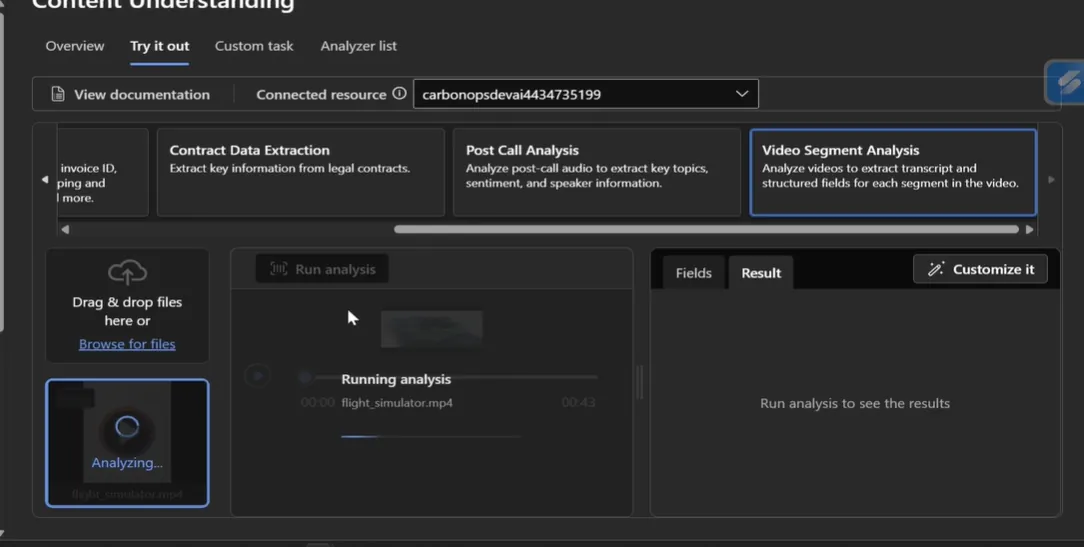 Content Understanding
Overview
Try it out
Custom task
Analyzer list
View documentation
Connected resource
carbonopsdevai4434735199
invoice ID,
ping and
more.
Contract Data Extraction
Extract key information from legal contracts.
Post Call Analysis
Analyze post-call audio to extract key topics,
sentiment, and speaker information.
Video Segment Analysis
Analyze videos to extract transcript and
structured fields for each segment in the video.
Drag & drop files
here or
Browse for files
Analyzing...
flight_simulator.mp4
Run analysis
Running analysis
00:00
flight_simulator.mp4
00:43
Fields
Result
Customize it
Run analysis to see the results